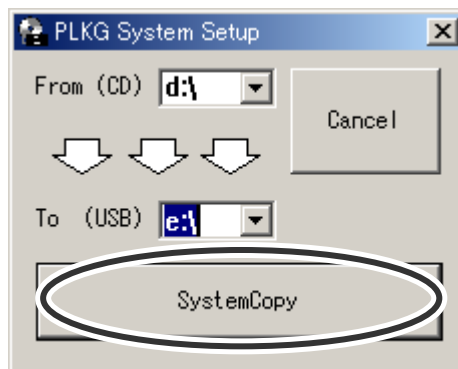 PLKG System Setup
From (CD) d:\
Cancel
To (USB) e:\
SystemCopy